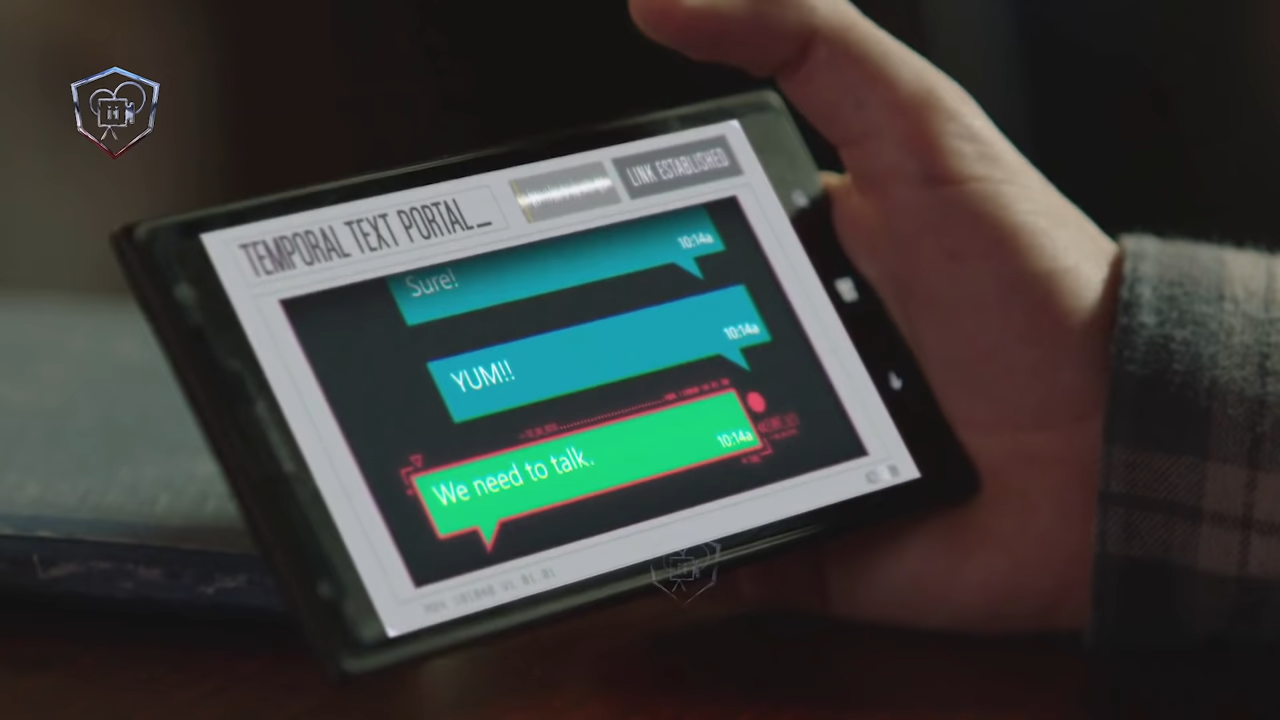 TEMPORAL TEXT PORTAL_
LINK ESTABLISHED
10:14a
Sure!
10:14a
YUM!!
We need to talk.
10:14a